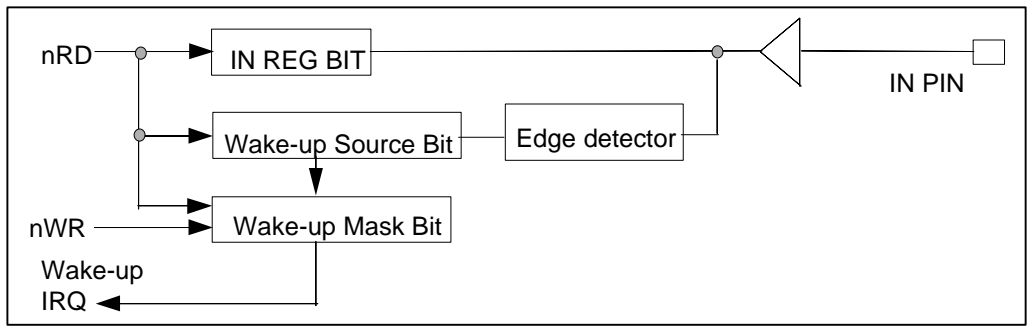 nRD
IN REG BIT
IN PIN
Wake-up Source Bit
Edge detector
nWR
Wake-up Mask Bit
Wake-up
IRQ